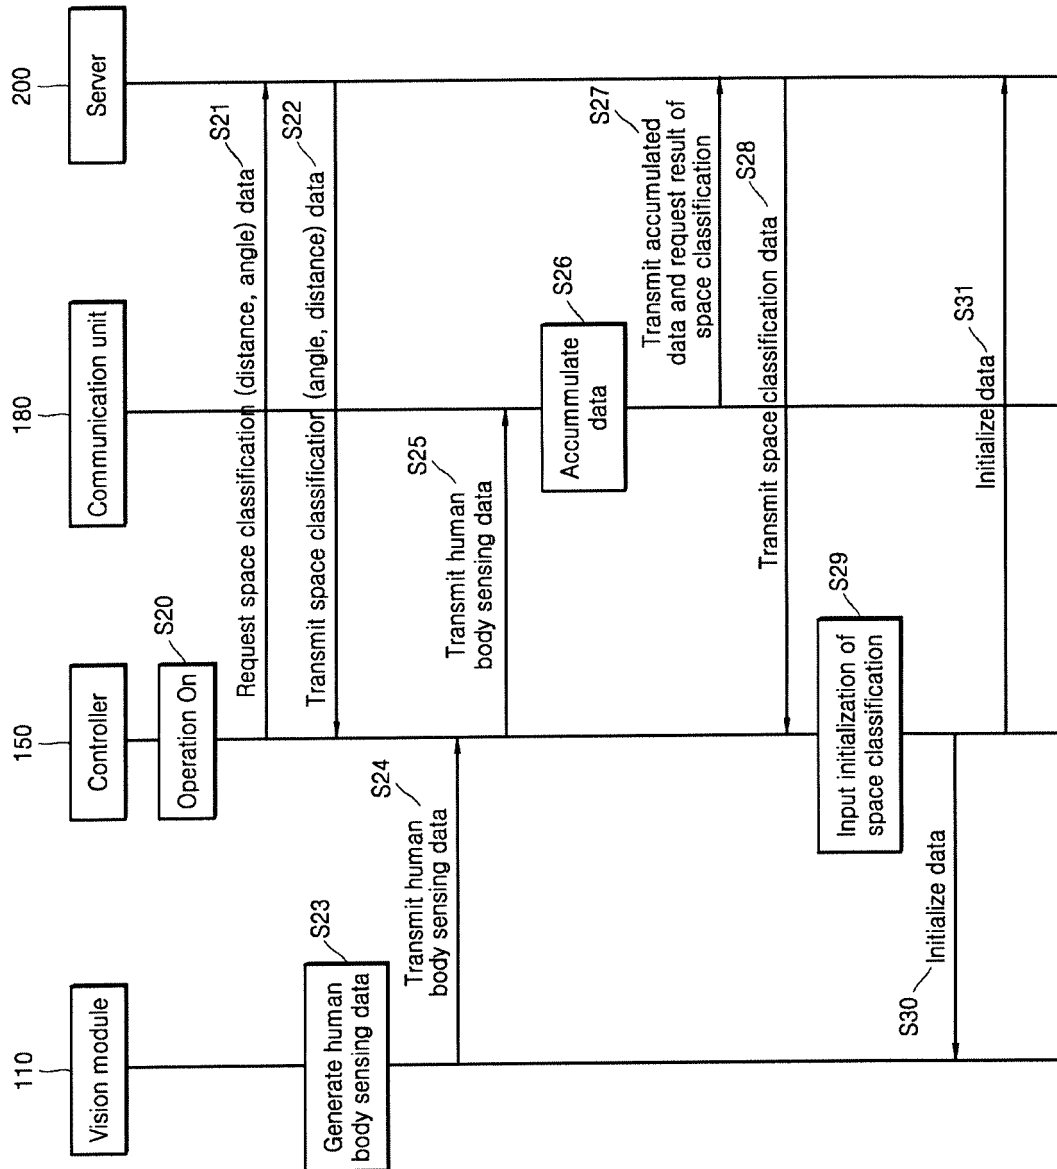 110
Vision module
150
Controller
180
Communication unit
200
Server
S20
Operation On
S21
Request space classification (distance, angle) data
S22
Transmit space classification (angle, distance) data
S23
Generate human
body sensing data
S24
Transmit human
body sensing data
S25
Transmit human
body sensing data
S26
Accummulate
data
S27
Transmit accumulated
data and request result of
space classification
S28
Transmit space classification data
S29
Input initialization of
space classification
S30
Initialize data
S31
Initialize data